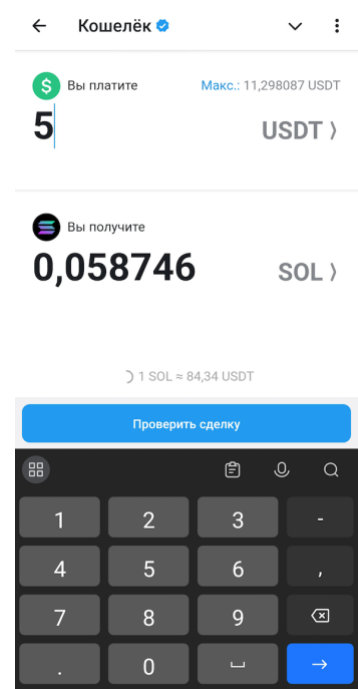 Кошелёк
Вы платите
Макс.: 11,298087 USDT
5
USDT
Вы получите
0,058746
SOL
1 SOL ≈ 84,34 USDT
Проверить сделку
1 2 3 -
4 5 6 ,
7 8 9
. 0